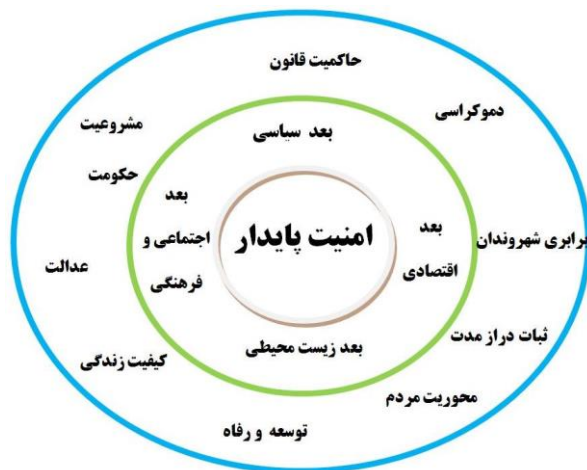 حاکمیت قانون
دموکراسی
مشروعیت
حکومت
بعد سیاسی
بعد
اجتماعی و
فرهنگی
امنیت پایدار
بعد
اقتصادی
برابری شهروندان
عدالت
ثبات دراز مدت
بعد زیست محیطی
کیفیت زندگی
محوریت مردم
توسعه و رفاه